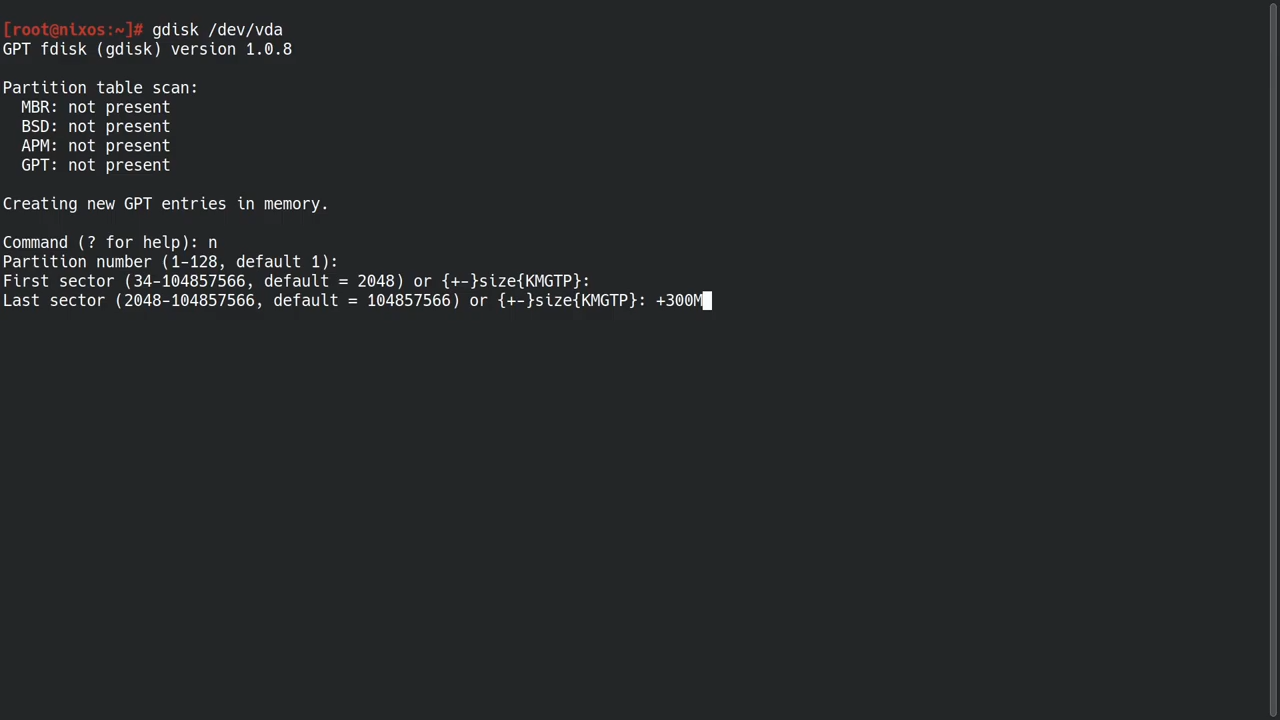 [root@nixos:~]# gdisk /dev/vda
GPT fdisk (gdisk) version 1.0.8
Partition table scan:
MBR: not present
BSD: not present
APM: not present
GPT: not present
Creating new GPT entries in memory.
Command (? for help): n
Partition number (1-128, default 1):
First sector (34-104857566, default = 2048) or {+-}size{KMGTP}:
Last sector (2048-104857566, default = 104857566) or {+-}size{KMGTP}: +300M